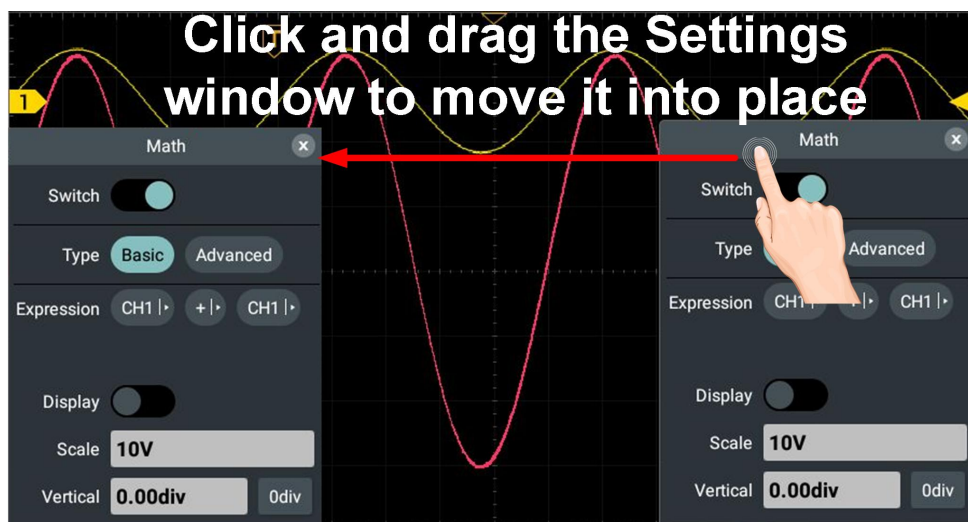 Click and drag the Settings
window to move it into place
1
Math x
Switch
Type Basic Advanced
Expression CH1 + CH1
Display
Scale 10V
Vertical 0.00div 0div
Math x
Switch
Type Advanced
Expression CH1 CH1
Display
Scale 10V
Vertical 0.00div 0div